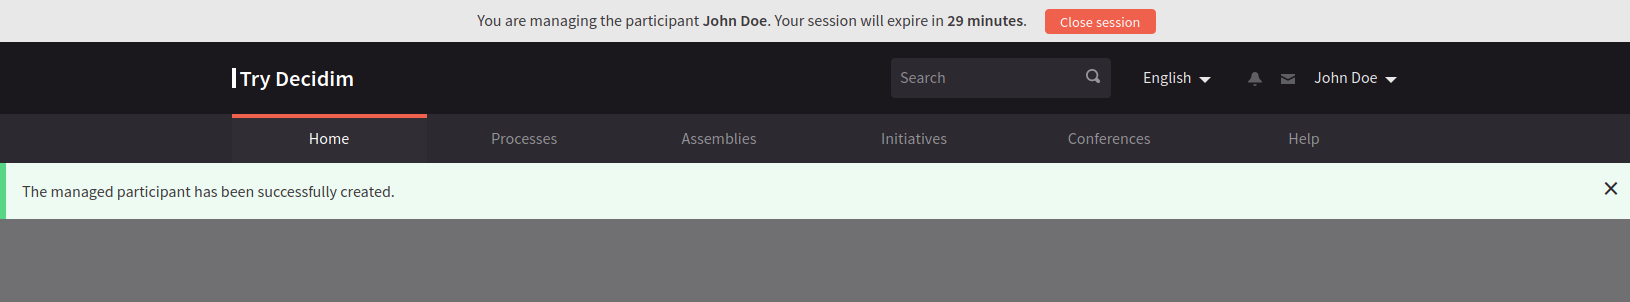 You are managing the participant John Doe. Your session will expire in 29 minutes. Close session
Try Decidim Search English John Doe
Home Processes Assemblies Initiatives Conferences Help
The managed participant has been successfully created.